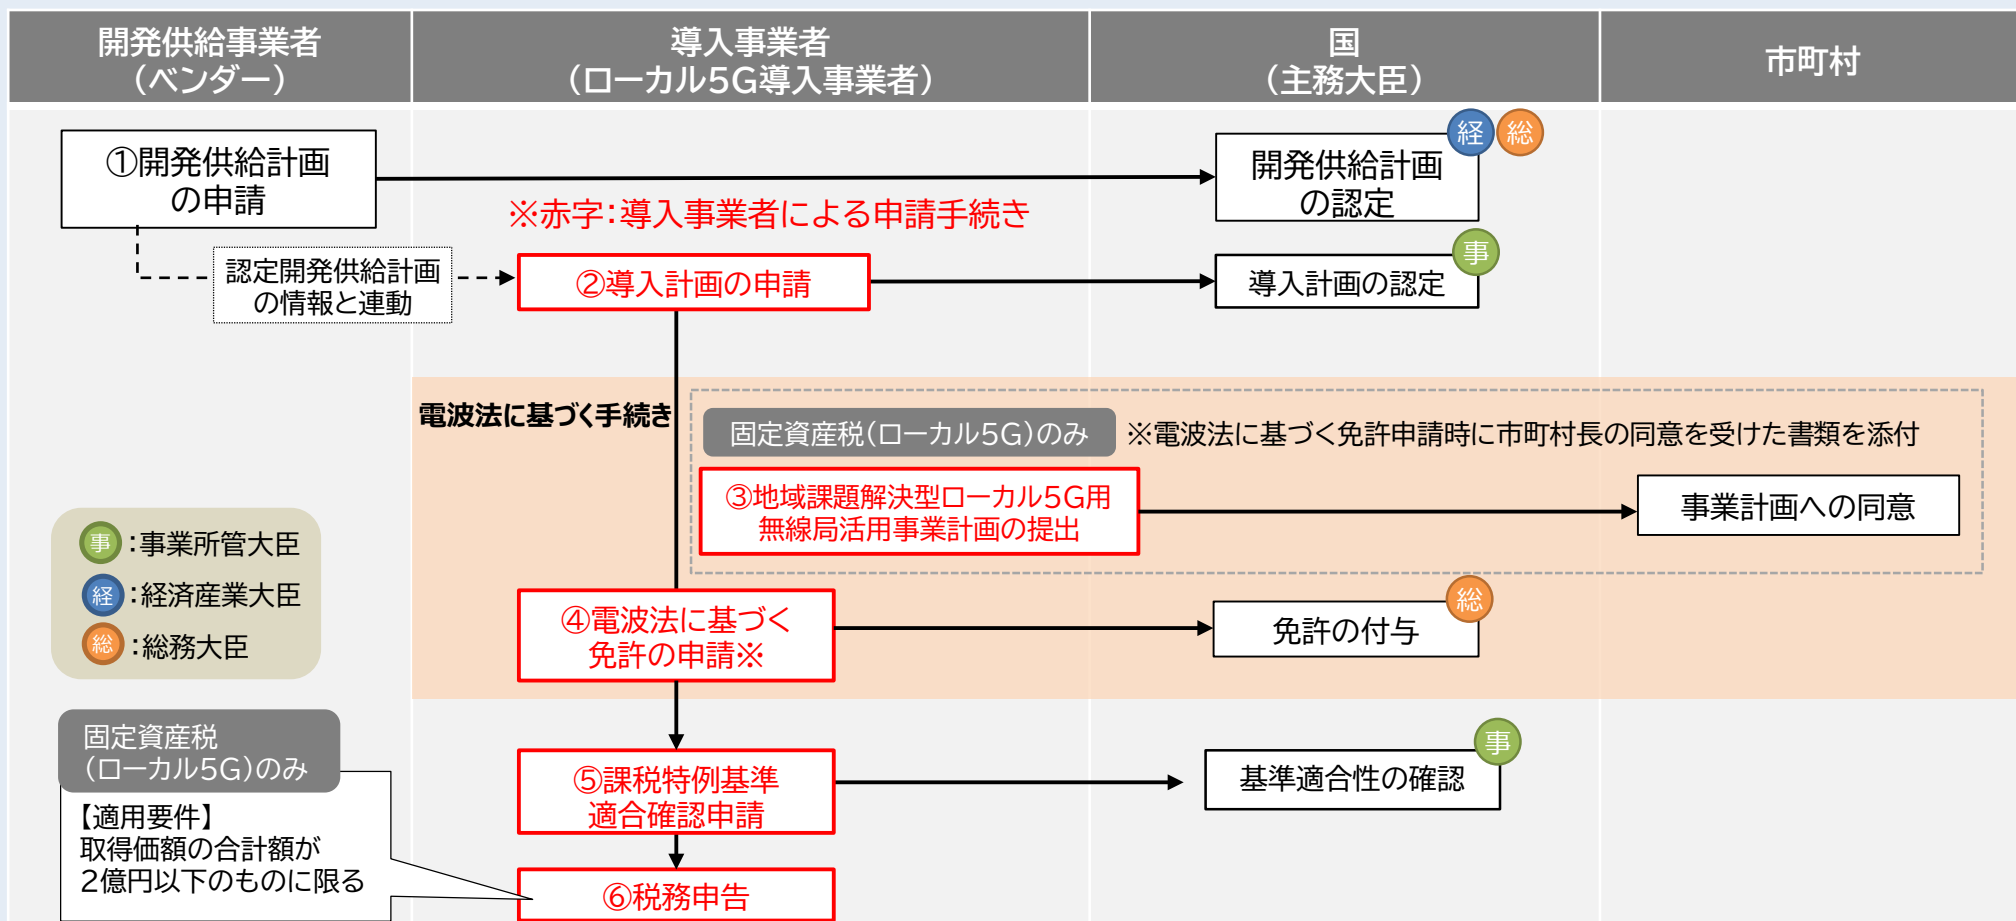 開発供給事業者
（ベンダー）
導入事業者
（ローカル5G導入事業者）
国
（主務大臣）
市町村
①開発供給計画
の申請
経
総
開発供給計画
の認定
※赤字：導入事業者による申請手続き
認定開発供給計画
の情報と連動
②導入計画の申請
事
導入計画の認定
電波法に基づく手続き
固定資産税（ローカル5G）のみ
※電波法に基づく免許申請時に市町村長の同意を受けた書類を添付
③地域課題解決型ローカル5G用
無線局活用事業計画の提出
事業計画への同意
事：事業所管大臣
経：経済産業大臣
総：総務大臣
④電波法に基づく
免許の申請※
総
免許の付与
固定資産税
（ローカル5G）のみ
【適用要件】
取得価額の合計額が
2億円以下のものに限る
⑤課税特例基準
適合確認申請
事
基準適合性の確認
⑥税務申告